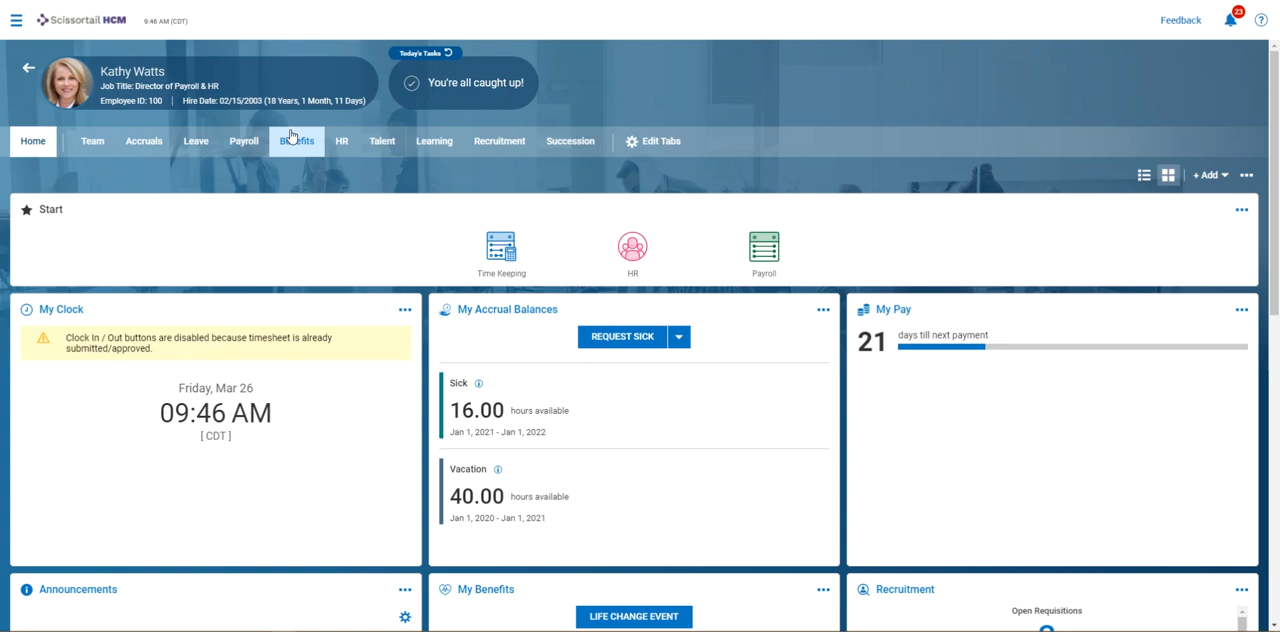 Scissortail HCM 9:46 AM (CDT) Feedback 23
Today's Tasks
Kathy Watts
Job Title: Director of Payroll & HR
Employee ID: 100 | Hire Date: 02/15/2003 (18 Years, 1 Month, 11 Days)
You're all caught up!
Home Team Accruals Leave Payroll Benefits HR Talent Learning Recruitment Succession Edit Tabs
+ Add
Start
Time Keeping HR Payroll
My Clock
Clock In / Out buttons are disabled because timesheet is already
submitted/approved.
Friday, Mar 26
09:46 AM
[ CDT ]
My Accrual Balances
REQUEST SICK
Sick
16.00 hours available
Jan 1, 2021 - Jan 1, 2022
Vacation
40.00 hours available
Jan 1, 2020 - Jan 1, 2021
My Pay
21 days till next payment
Announcements
My Benefits
LIFE CHANGE EVENT
Recruitment
Open Requisitions